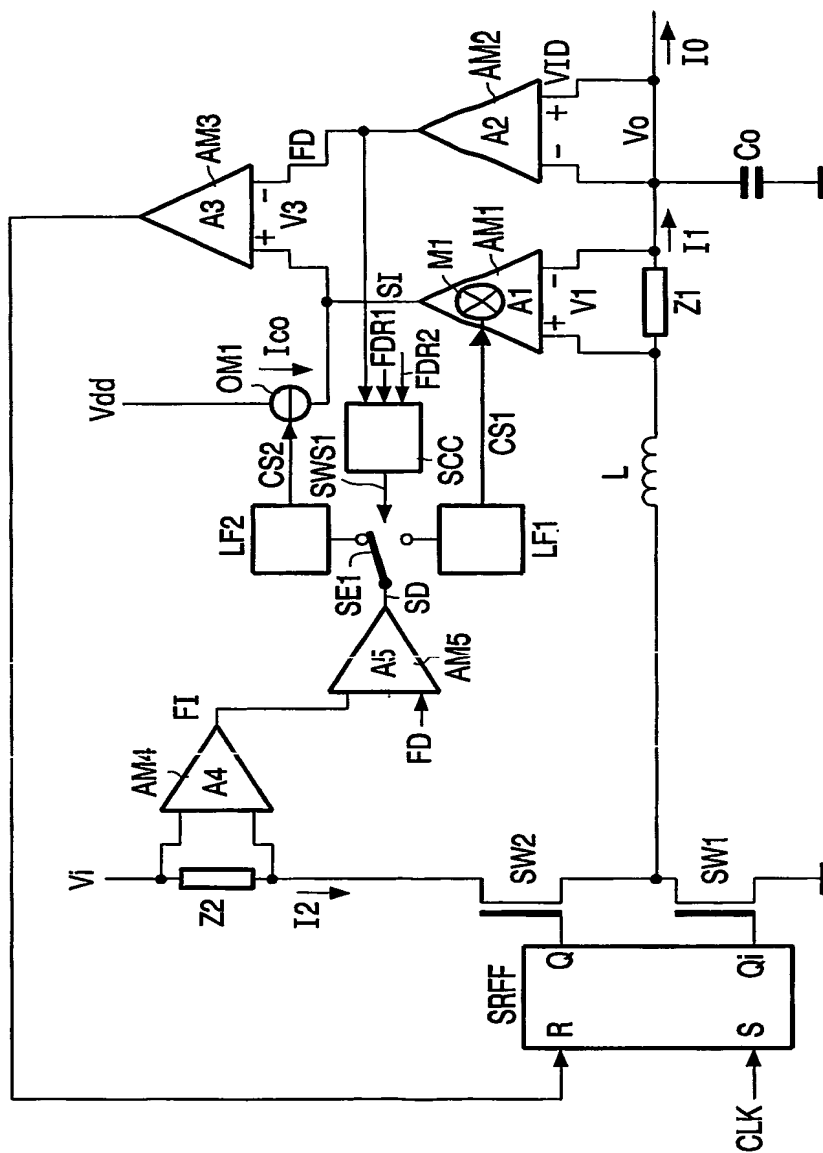 AM3
A3
+
-
V3
FD
AM2
A2
-
+
VID
Vo
I0
Co
Vdd
OM1
Ico
CS2
SI
LF2
SWS1
FDR1
FDR2
SCC
M1
AM1
A1
+
-
V1
I1
Z1
CS1
SE1
SD
LF1
L
FI
AM4
A4
A5
AM5
FD
Vi
Z2
I2
SW2
SW1
SRFF
R
Q
S
Qi
CLK